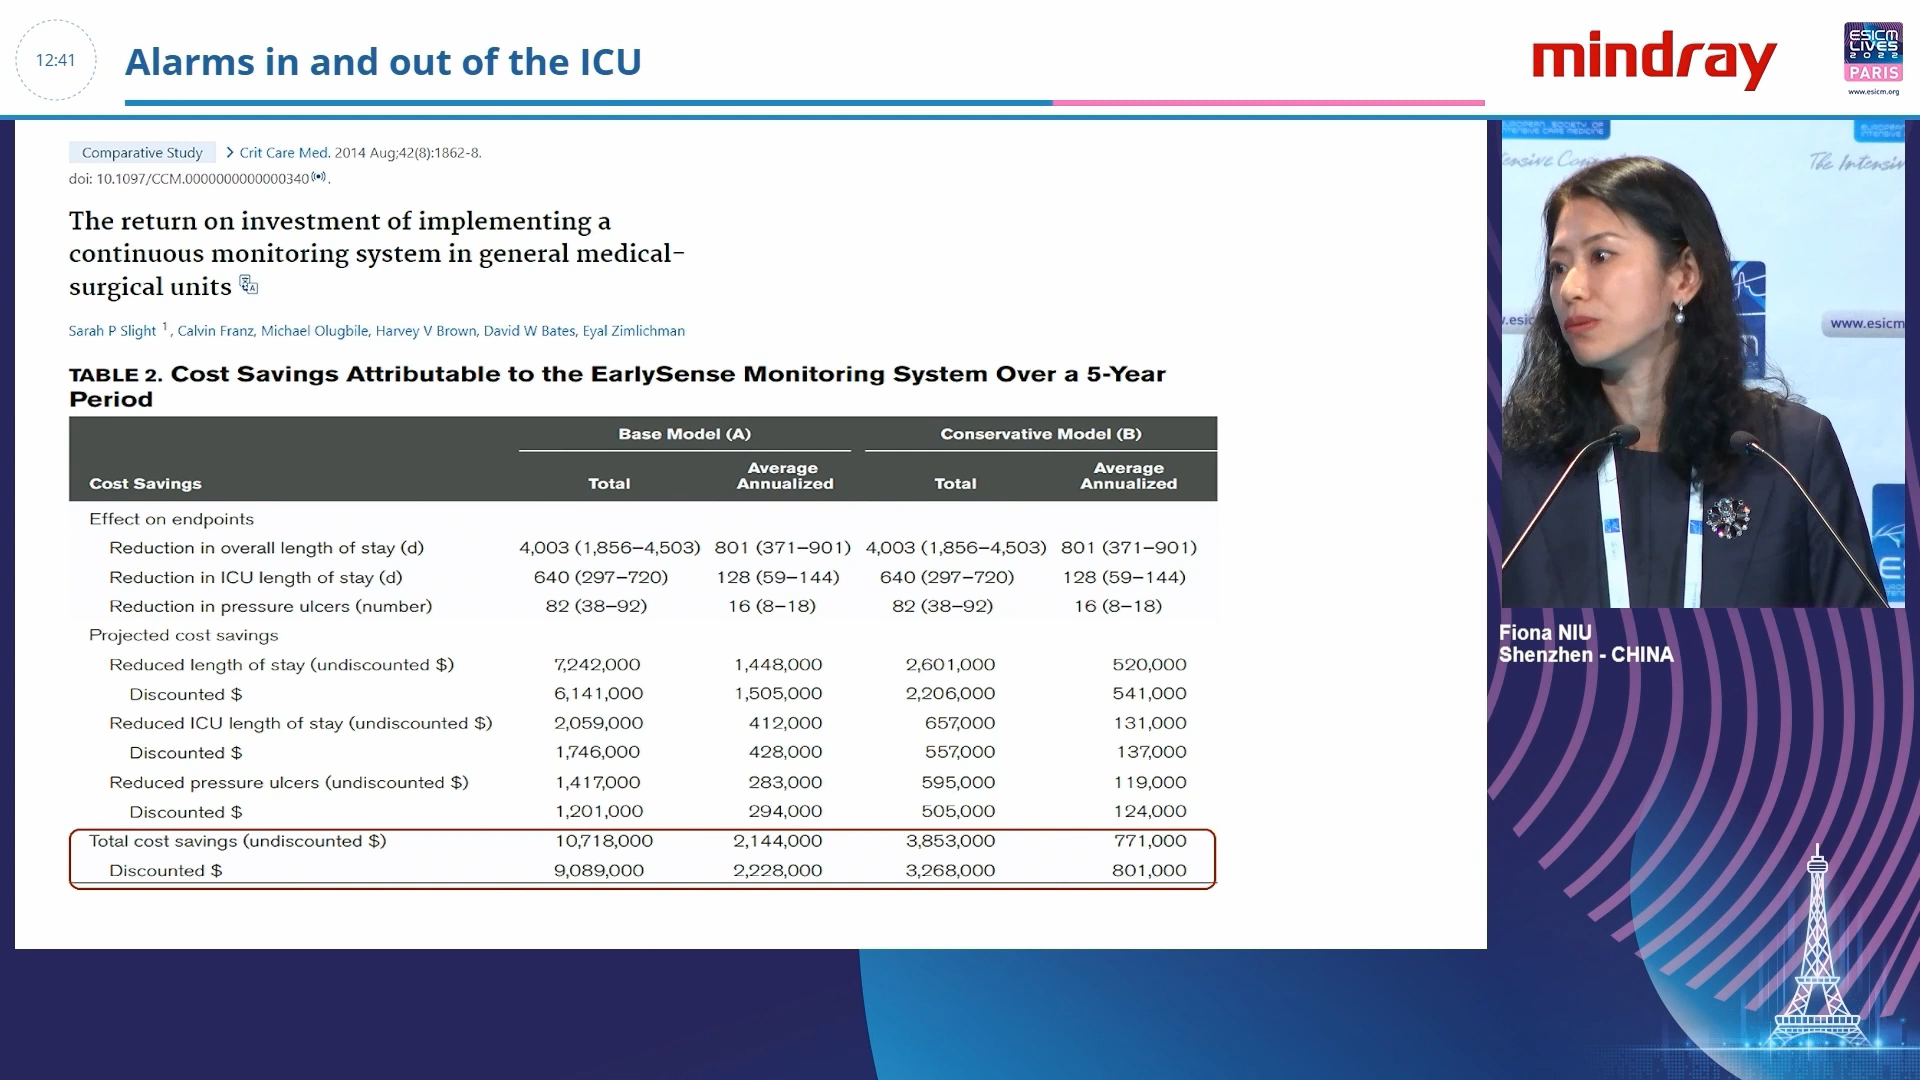 12:41
Alarms in and out of the ICU
mindray
ESICM
LIVES
2022
PARIS
www.esicm.org
Comparative Study > Crit Care Med. 2014 Aug;42(8):1862-8.
doi: 10.1097/CCM.0000000000000340.
The return on investment of implementing a
continuous monitoring system in general medical-
surgical units
Sarah P Slight 1, Calvin Franz, Michael Olugbile, Harvey V Brown, David W Bates, Eyal Zimlichman
TABLE 2. Cost Savings Attributable to the EarlySense Monitoring System Over a 5-Year
Period
Base Model (A) Conservative Model (B)
Cost Savings Total Average Annualized Total Average Annualized
Effect on endpoints
Reduction in overall length of stay (d) 4,003 (1,856–4,503) 801 (371–901) 4,003 (1,856–4,503) 801 (371–901)
Reduction in ICU length of stay (d) 640 (297–720) 128 (59–144) 640 (297–720) 128 (59–144)
Reduction in pressure ulcers (number) 82 (38–92) 16 (8–18) 82 (38–92) 16 (8–18)
Projected cost savings
Reduced length of stay (undiscounted $) 7,242,000 1,448,000 2,601,000 520,000
Discounted $ 6,141,000 1,505,000 2,206,000 541,000
Reduced ICU length of stay (undiscounted $) 2,059,000 412,000 657,000 131,000
Discounted $ 1,746,000 428,000 557,000 137,000
Reduced pressure ulcers (undiscounted $) 1,417,000 283,000 595,000 119,000
Discounted $ 1,201,000 294,000 505,000 124,000
Total cost savings (undiscounted $) 10,718,000 2,144,000 3,853,000 771,000
Discounted $ 9,089,000 2,228,000 3,268,000 801,000
EUROPEAN SOCIETY OF
INTENSIVE CARE MEDICINE
The Intensiv
www.esicm
Fiona NIU
Shenzhen - CHINA